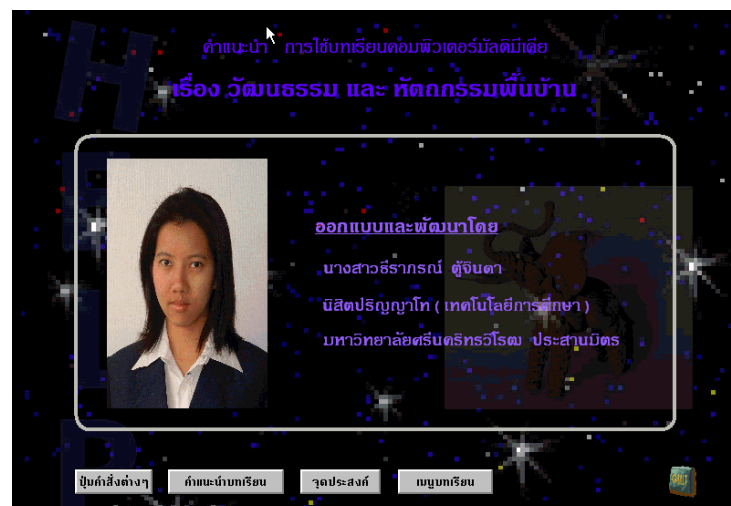 คำแนะนำ การใช้บทเรียนคอมพิวเตอร์มัลติมีเดีย
เรื่อง วัฒนธรรม และ หัตถกรรมพื้นบ้าน
ออกแบบและพัฒนาโดย
นางสาวธีราภรณ์ ตู้จินดา
นิสิตปริญญาโท ( เทคโนโลยีการศึกษา )
มหาวิทยาลัยศรีนคริทรวิโรฒ ประสานมิตร
ปุ่มคำสั่งต่างๆ
คำแนะนำบทเรียน
จุดประสงค์
เมนูบทเรียน